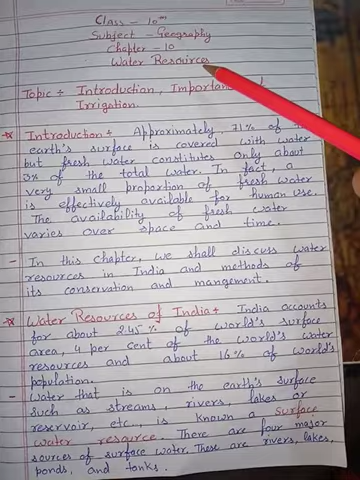 Class - 10th
Subject - Geography
Chapter - 10
Water Resources
Topic ÷ Introduction, Importan
Irrigation.
Introduction ÷ Approximately, 71% of
earth's surface is covered with water
but fresh water constitutes only about
3% of the total water. In fact, a
very small proportion of fresh water
is effectively available for human use.
The availability of fresh water
varies over space and time.
- In this chapter, we shall discuss water
resources in India and methods of
its conservation and mangement.
Water Resources of India ÷ India accounts
for about 2.45 % of world's surface
area, 4 per cent of the world's water
resources and about 16% of world's
population.
- Water that is on the earth's surface
such as streams, rivers, lakes or
reservoir, etc., is known a surface
water resource. There are four major
sources of surface water. These are rivers, lakes,
ponds, and tanks.